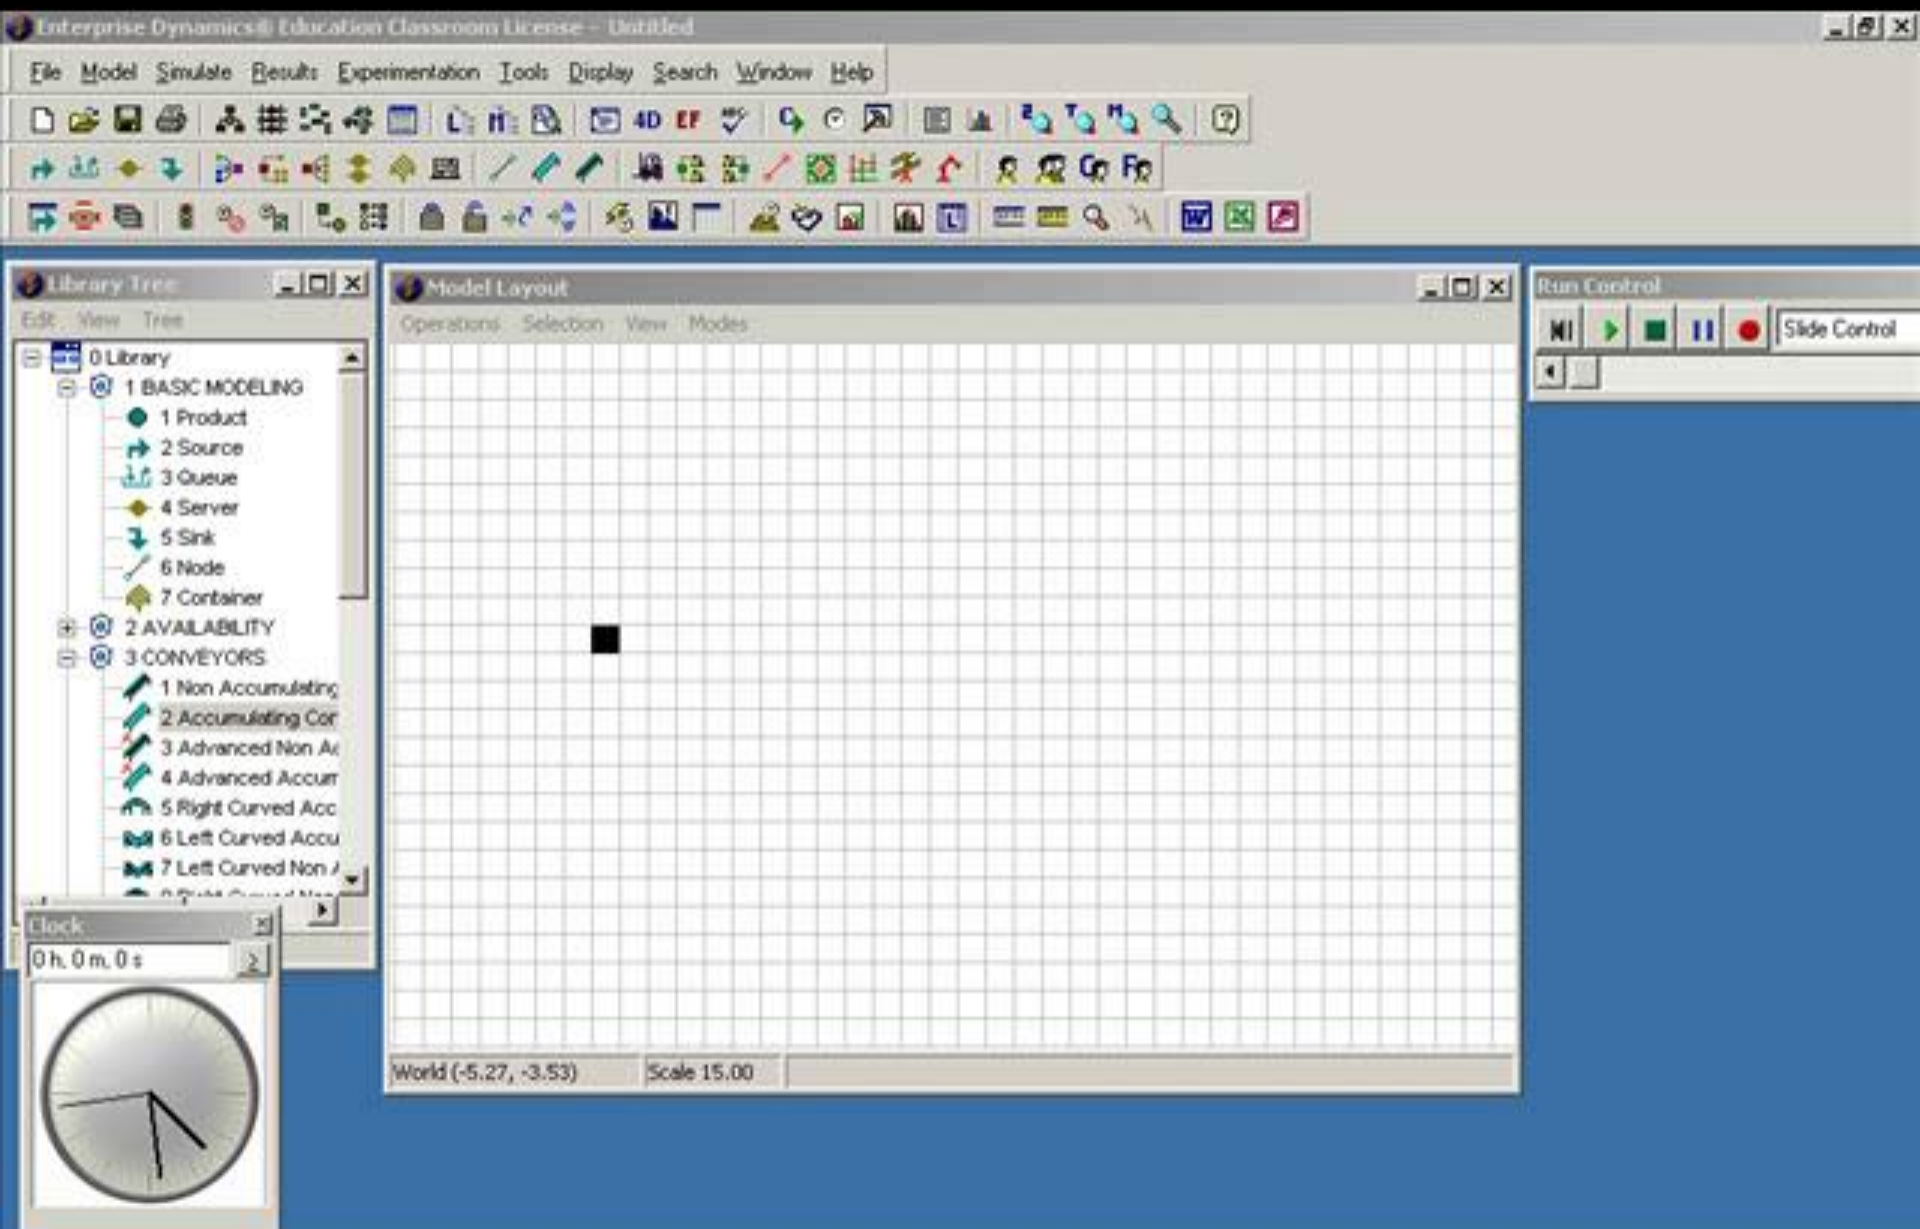 Enterprise Dynamics® Education Classroom License - Untitled
File Model Simulate Results Experimentation Tools Display Search Window Help
4D EF
Library Tree
Edit View Tree
0 Library
1 BASIC MODELING
1 Product
2 Source
3 Queue
4 Server
5 Sink
6 Node
7 Container
2 AVAILABILITY
3 CONVEYORS
1 Non Accumulating
2 Accumulating Cor
3 Advanced Non Ac
4 Advanced Accum
5 Right Curved Acc
6 Left Curved Accu
7 Left Curved Non
Clock
0 h, 0 m, 0 s
Model Layout
Operations Selection View Modes
World (-5.27, -3.53) Scale 15.00
Run Control
Slide Control